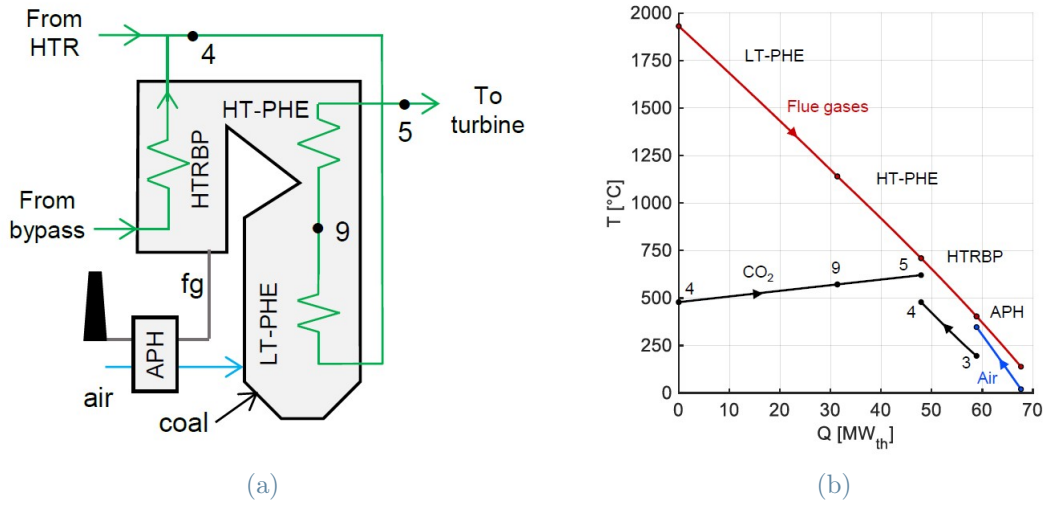 From
HTR
4
HT-PHE
To
turbine
5
HTRBP
From
bypass
9
fg
LT-PHE
APH
air
coal
(a)
2000
1750
1500
1250
1000
750
500
250
0
T [°C]
LT-PHE
Flue gases
HT-PHE
HTRBP
APH
4
CO2
9
5
4
3
Air
0 10 20 30 40 50 60 70
Q [MWth]
(b)